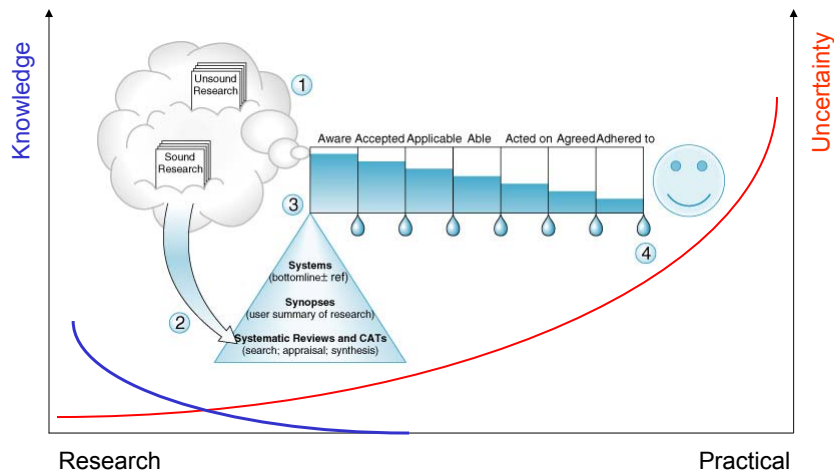 Knowledge
Uncertainty
Unsound
Research
1
Sound
Research
Aware Accepted Applicable Able Acted on Agreed Adhered to
3
4
2
Systems
(bottomline± ref)
Synopses
(user summary of research)
Systematic Reviews and CATs
(search; appraisal; synthesis)
Research
Practical